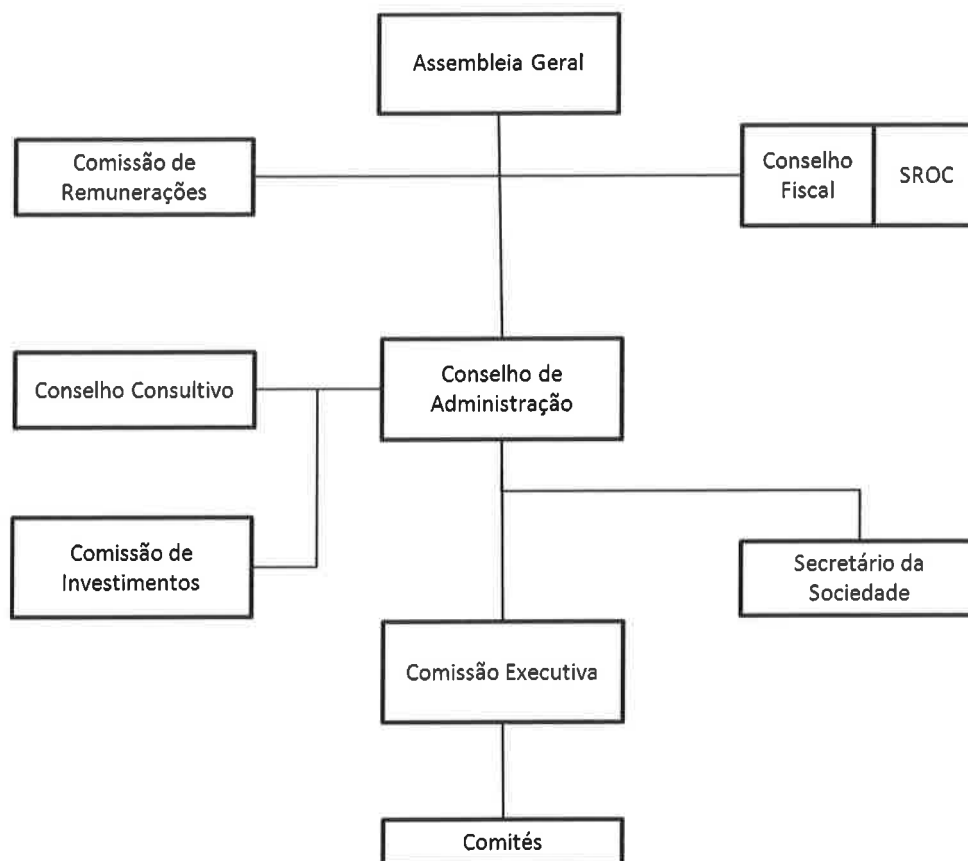 Assembleia Geral
Comissão de
Remunerações
Conselho
Fiscal
SROC
Conselho Consultivo
Conselho de
Administração
Comissão de
Investimentos
Secretário da
Sociedade
Comissão Executiva
Comités